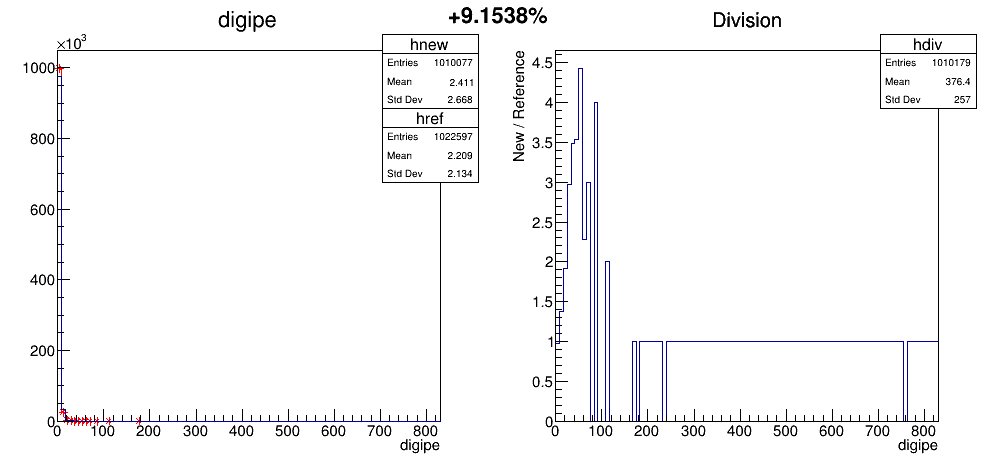 +9.1538%
digipe
×10³
hnew
Entries 1010077
Mean 2.411
Std Dev 2.668
href
Entries 1022597
Mean 2.209
Std Dev 2.134
1000
800
600
400
200
0
0 100 200 300 400 500 600 700 800
digipe
Division
hdiv
Entries 1010179
Mean 376.4
Std Dev 257
New / Reference
4.5
4
3.5
3
2.5
2
1.5
1
0.5
0
0 100 200 300 400 500 600 700 800
digipe